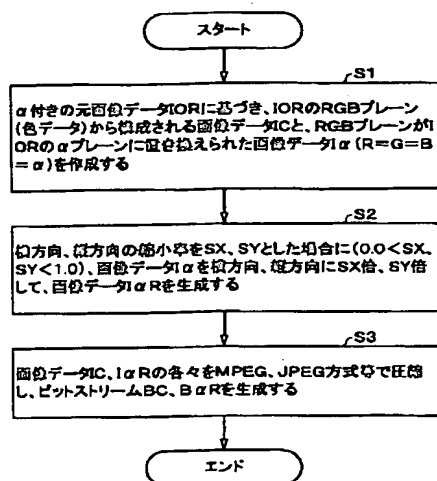 スタート
S1
α付きの元画像データIORに基づき、IORのRGBプレーン
(色データ)から構成される画像データICと、RGBプレーンがI
ORのαプレーンに置き換えられた画像データIα(R=G=B
=α)を作成する
S2
横方向、縦方向の縮小率をSX、SYとした場合に(0.0<SX、
SY<1.0)、画像データIαを横方向、縦方向にSX倍、SY倍
して、画像データIαRを生成する
S3
画像データIC、IαRの各々をMPEG、JPEG方式等で圧縮
し、ビットストリームBC、BαRを生成する
エンド